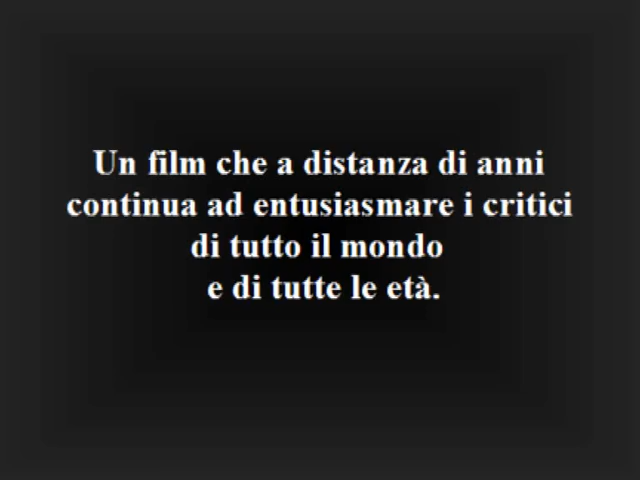 Un film che a distanza di anni
continua ad entusiasmare i critici
di tutto il mondo
e di tutte le età.